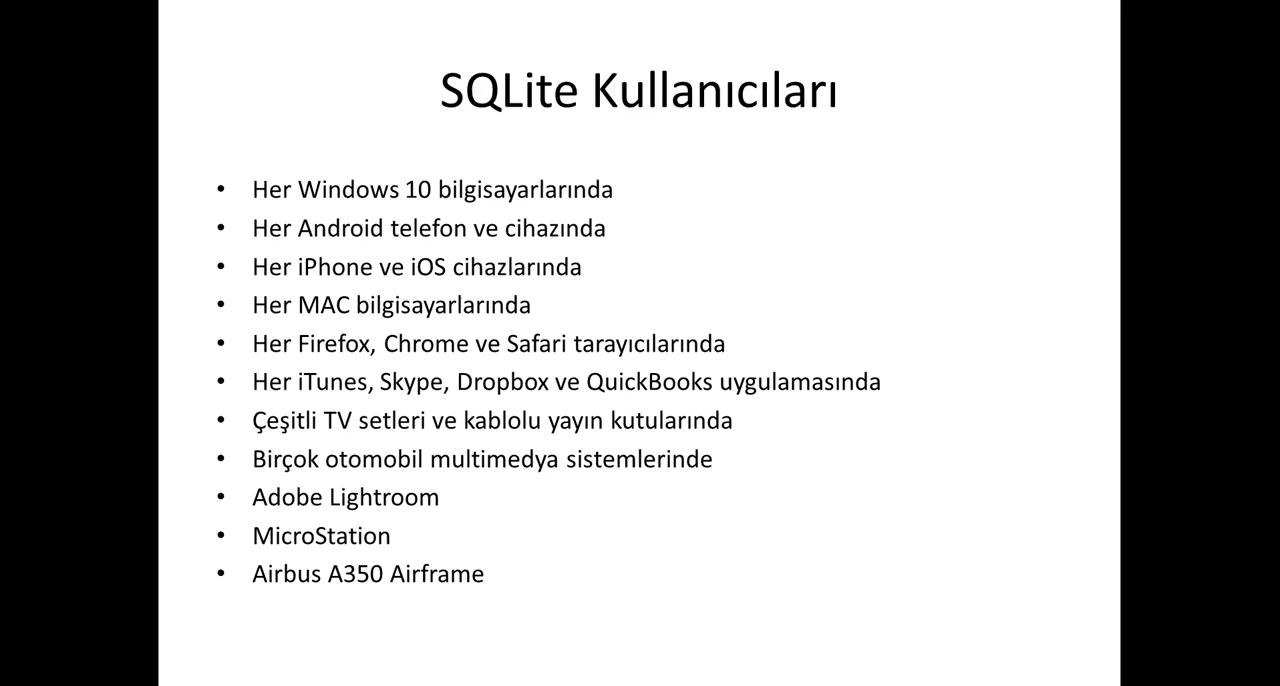 SQLite Kullanıcıları
• Her Windows 10 bilgisayarlarında
• Her Android telefon ve cihazında
• Her iPhone ve iOS cihazlarında
• Her MAC bilgisayarlarında
• Her Firefox, Chrome ve Safari tarayıcılarında
• Her iTunes, Skype, Dropbox ve QuickBooks uygulamasında
• Çeşitli TV setleri ve kablolu yayın kutularında
• Birçok otomobil multimedya sistemlerinde
• Adobe Lightroom
• MicroStation
• Airbus A350 Airframe